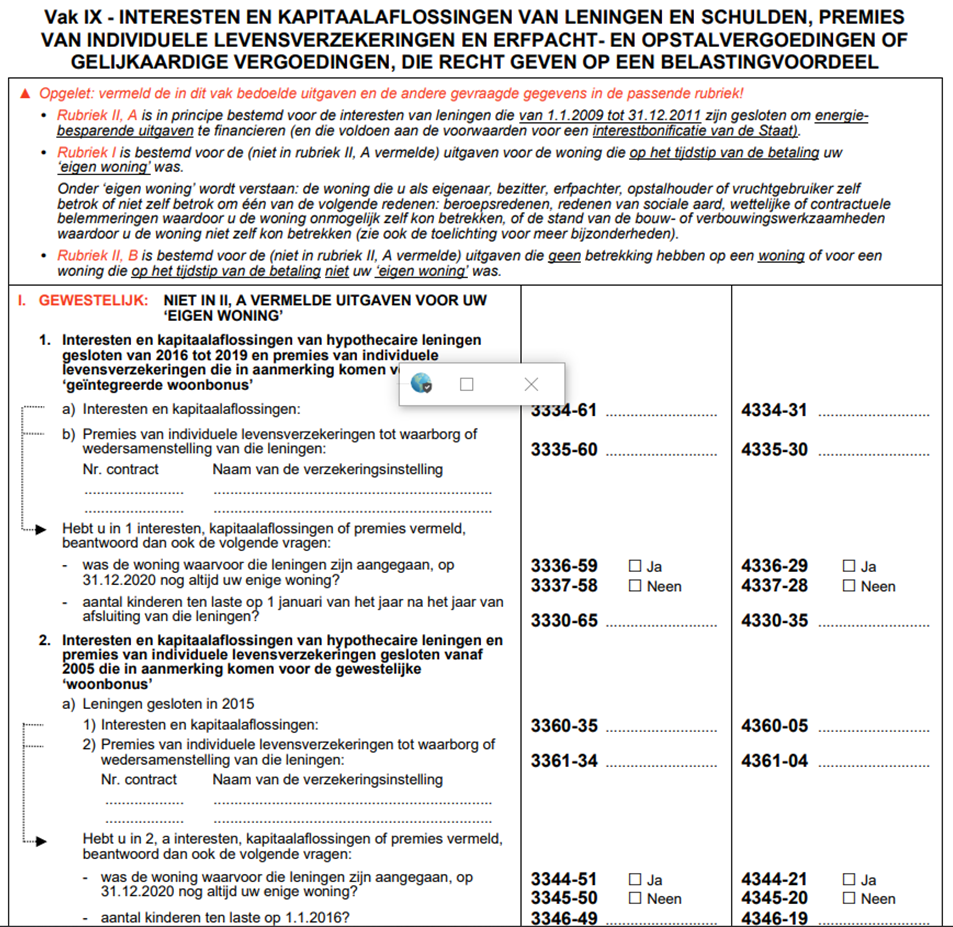 Vak IX - INTERESTEN EN KAPITAALAFLOSSINGEN VAN LENINGEN EN SCHULDEN, PREMIES
VAN INDIVIDUELE LEVENSVERZEKERINGEN EN ERFPACHT- EN OPSTALVERGOEDINGEN OF
GELIJKAARDIGE VERGOEDINGEN, DIE RECHT GEVEN OP EEN BELASTINGVOORDEEL
▲ Opgelet: vermeld de in dit vak bedoelde uitgaven en de andere gevraagde gegevens in de passende rubriek!
• Rubriek II, A is in principe bestemd voor de interesten van leningen die van 1.1.2009 tot 31.12.2011 zijn gesloten om energie-
besparende uitgaven te financieren (en die voldoen aan de voorwaarden voor een interestbonificatie van de Staat).
• Rubriek I is bestemd voor de (niet in rubriek II, A vermelde) uitgaven voor de woning die op het tijdstip van de betaling uw
'eigen woning' was.
Onder 'eigen woning' wordt verstaan: de woning die u als eigenaar, bezitter, erfpachter, opstalhouder of vruchtgebruiker zelf
betrok of niet zelf betrok om één van de volgende redenen: beroepsredenen, redenen van sociale aard, wettelijke of contractuele
belemmeringen waardoor u de woning onmogelijk zelf kon betrekken, of de stand van de bouw- of verbouwingswerkzaamheden
waardoor u de woning niet zelf kon betrekken (zie ook de toelichting voor meer bijzonderheden).
• Rubriek II, B is bestemd voor de (niet in rubriek II, A vermelde) uitgaven die geen betrekking hebben op een woning of voor een
woning die op het tijdstip van de betaling niet uw 'eigen woning' was.
I. GEWESTELIJK: NIET IN II, A VERMELDE UITGAVEN VOOR UW
'EIGEN WONING'
1. Interesten en kapitaalaflossingen van hypothecaire leningen
gesloten van 2016 tot 2019 en premies van individuele
levensverzekeringen die in aanmerking komen
'geïntegreerde woonbonus'
a) Interesten en kapitaalaflossingen: 3334-61 .......... 4334-31 ..........
b) Premies van individuele levensverzekeringen tot waarborg of
wedersamenstelling van die leningen: 3335-60 .......... 4335-30 ..........
Nr. contract Naam van de verzekeringsinstelling
.......... ..........
.......... ..........
Hebt u in 1 interesten, kapitaalaflossingen of premies vermeld,
beantwoord dan ook de volgende vragen:
- was de woning waarvoor die leningen zijn aangegaan, op 3336-59 ☐ Ja 4336-29 ☐ Ja
31.12.2020 nog altijd uw enige woning? 3337-58 ☐ Neen 4337-28 ☐ Neen
- aantal kinderen ten laste op 1 januari van het jaar na het jaar van
afsluiting van die leningen? 3330-65 .......... 4330-35 ..........
2. Interesten en kapitaalaflossingen van hypothecaire leningen en
premies van individuele levensverzekeringen gesloten vanaf
2005 die in aanmerking komen voor de gewestelijke
'woonbonus'
a) Leningen gesloten in 2015
1) Interesten en kapitaalaflossingen: 3360-35 .......... 4360-05 ..........
2) Premies van individuele levensverzekeringen tot waarborg of
wedersamenstelling van die leningen: 3361-34 .......... 4361-04 ..........
Nr. contract Naam van de verzekeringsinstelling
.......... ..........
.......... ..........
Hebt u in 2, a interesten, kapitaalaflossingen of premies vermeld,
beantwoord dan ook de volgende vragen:
- was de woning waarvoor die leningen zijn aangegaan, op 3344-51 ☐ Ja 4344-21 ☐ Ja
31.12.2020 nog altijd uw enige woning? 3345-50 ☐ Neen 4345-20 ☐ Neen
- aantal kinderen ten laste op 1.1.2016? 3346-49 .......... 4346-19 ..........